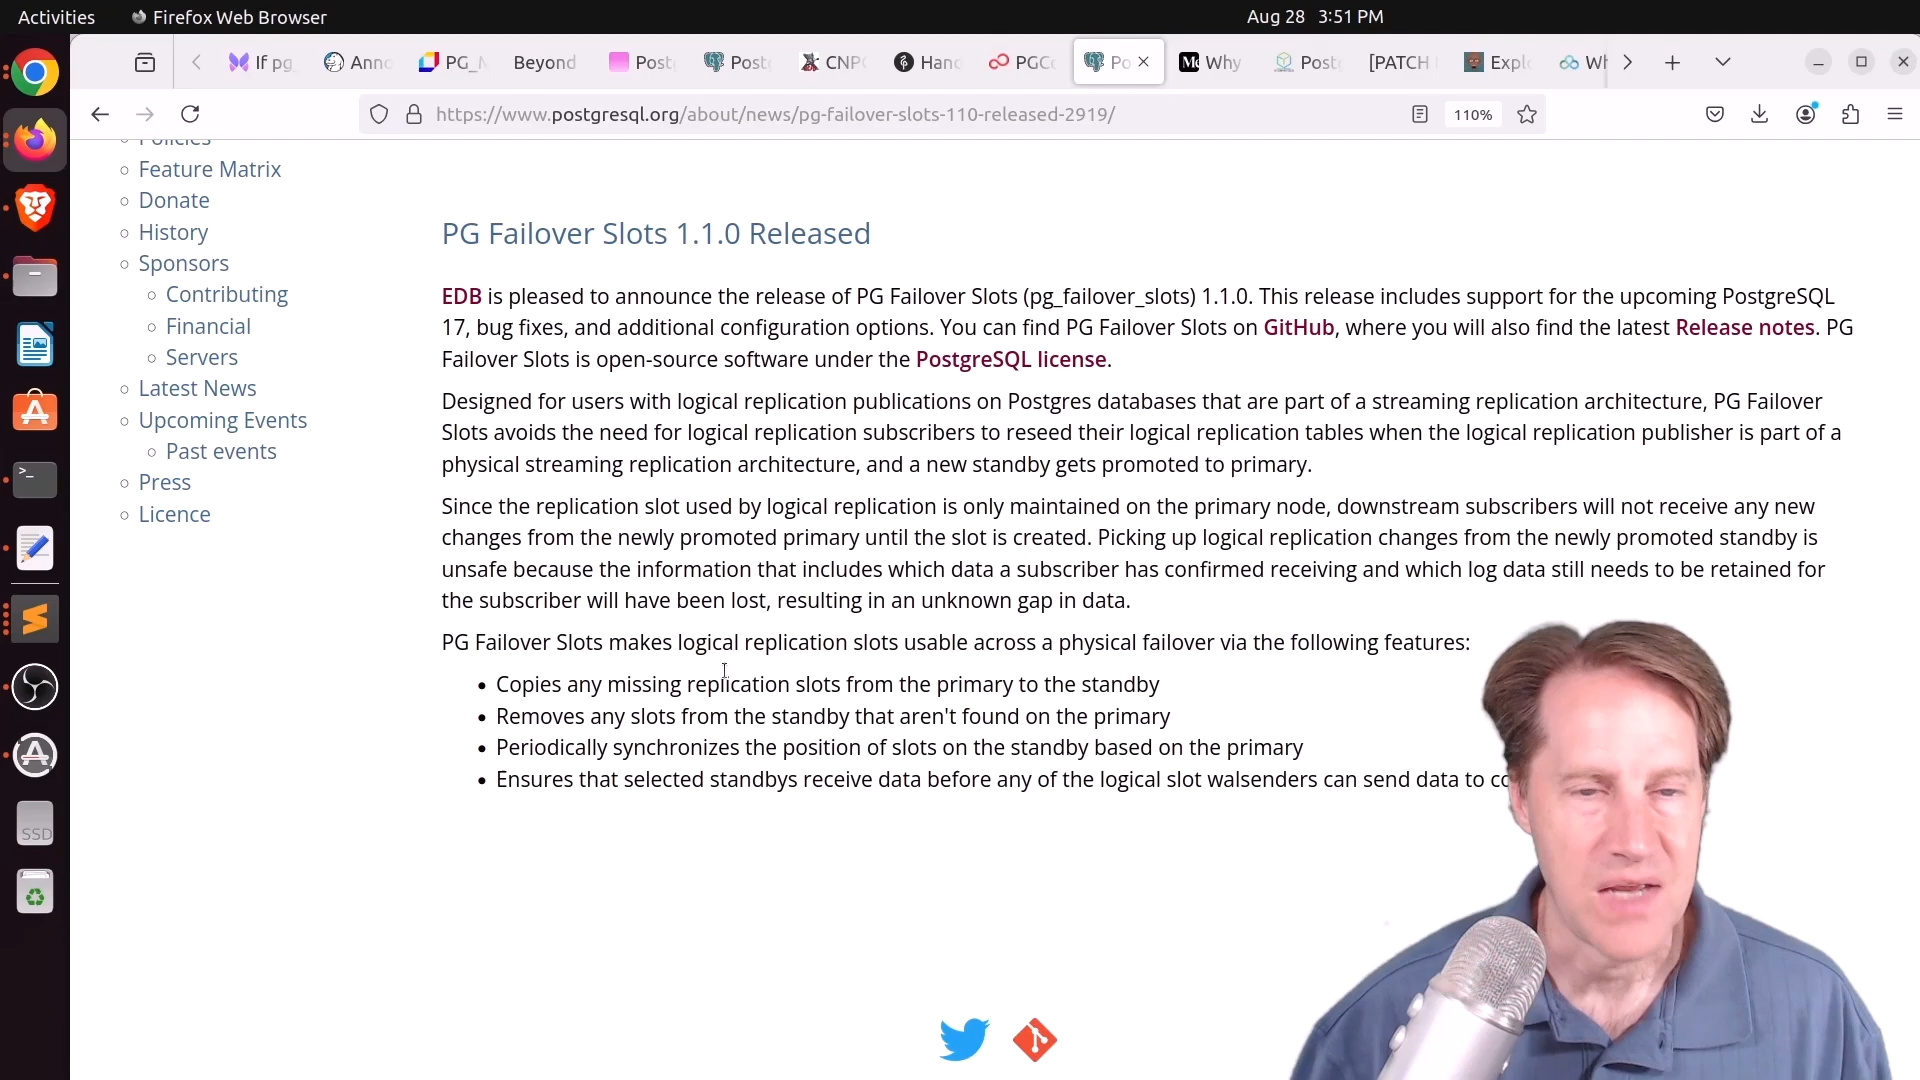 Activities
Firefox Web Browser
Aug 28 3:51 PM
If pg_
Anno
PG_M
Beyond
Post
Post
CNPG
Hand
PGCo
Po
Why
Post
[PATCH
Explo
Wh
https://www.postgresql.org/about/news/pg-failover-slots-110-released-2919/
110%
Policies
Feature Matrix
Donate
History
Sponsors
Contributing
Financial
Servers
Latest News
Upcoming Events
Past events
Press
Licence
PG Failover Slots 1.1.0 Released
EDB is pleased to announce the release of PG Failover Slots (pg_failover_slots) 1.1.0. This release includes support for the upcoming PostgreSQL
17, bug fixes, and additional configuration options. You can find PG Failover Slots on GitHub, where you will also find the latest Release notes. PG
Failover Slots is open-source software under the PostgreSQL license.
Designed for users with logical replication publications on Postgres databases that are part of a streaming replication architecture, PG Failover
Slots avoids the need for logical replication subscribers to reseed their logical replication tables when the logical replication publisher is part of a
physical streaming replication architecture, and a new standby gets promoted to primary.
Since the replication slot used by logical replication is only maintained on the primary node, downstream subscribers will not receive any new
changes from the newly promoted primary until the slot is created. Picking up logical replication changes from the newly promoted standby is
unsafe because the information that includes which data a subscriber has confirmed receiving and which log data still needs to be retained for
the subscriber will have been lost, resulting in an unknown gap in data.
PG Failover Slots makes logical replication slots usable across a physical failover via the following features:
Copies any missing replication slots from the primary to the standby
Removes any slots from the standby that aren't found on the primary
Periodically synchronizes the position of slots on the standby based on the primary
Ensures that selected standbys receive data before any of the logical slot walsenders can send data to co
SSD